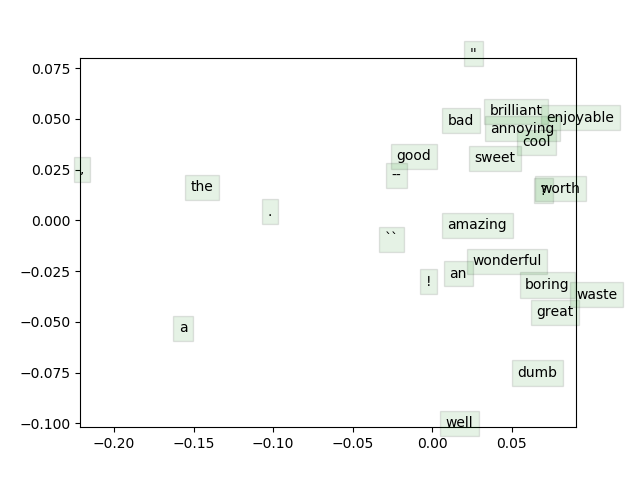 "
0.075
brilliant
enjoyable
0.050
bad
annoying
cool
good
sweet
0.025
,
--
the
?
worth
.
0.000
amazing
``
wonderful
−0.025
an
!
boring
waste
great
−0.050
a
−0.075
dumb
−0.100
well
−0.20 −0.15 −0.10 −0.05 0.00 0.05